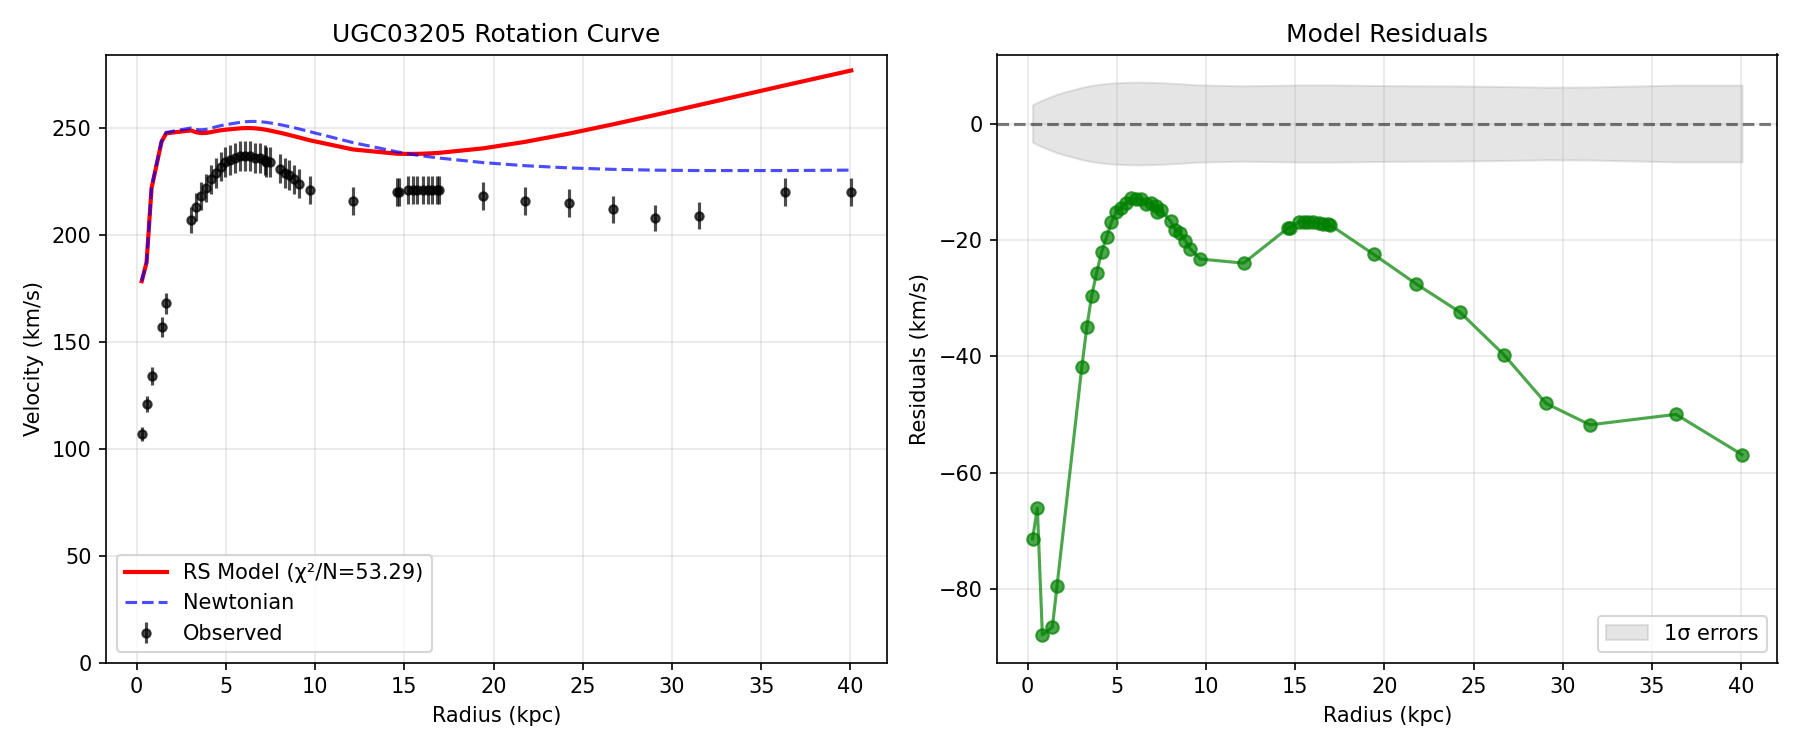 UGC03205 Rotation Curve
Velocity (km/s)
250
200
150
100
50
0
0 5 10 15 20 25 30 35 40
Radius (kpc)
RS Model (χ²/N=53.29)
Newtonian
Observed
Model Residuals
Residuals (km/s)
0
−20
−40
−60
−80
0 5 10 15 20 25 30 35 40
Radius (kpc)
1σ errors